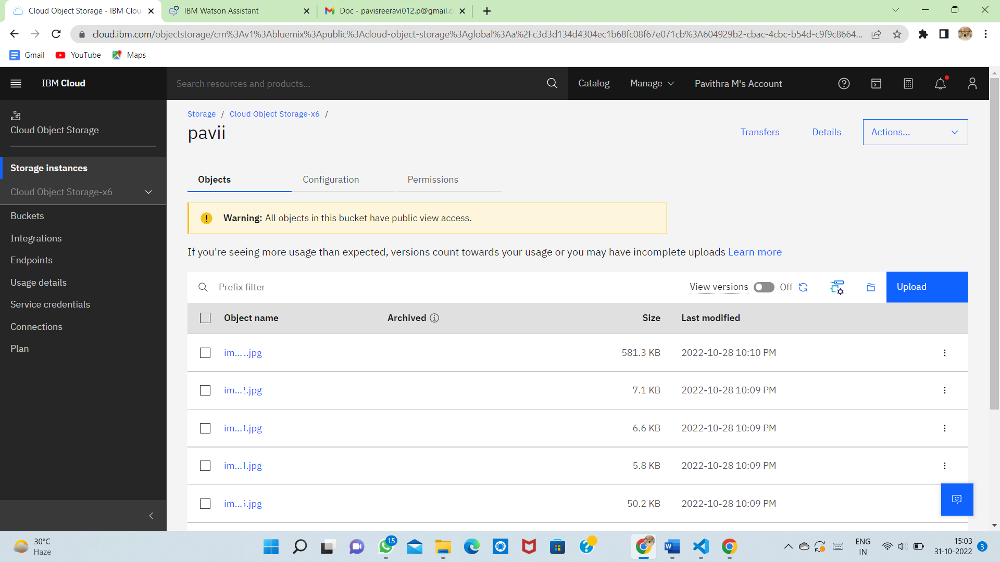 Cloud Object Storage - IBM Clou
IBM Watson Assistant
Doc - pavisreeravi012.p@gmail.c
cloud.ibm.com/objectstorage/crn%3Av1%3Abluemix%3Apublic%3Acloud-object-storage%3Aglobal%3Aa%2Fc3d3d134d4304ec1b68fc08f67e071cb%3A604929b2-cbac-4cbc-b54d-c9f9c8664...
Gmail
YouTube
Maps
IBM Cloud
Search resources and products...
Catalog
Manage
Pavithra M's Account
Cloud Object Storage
Storage instances
Cloud Object Storage-x6
Buckets
Integrations
Endpoints
Usage details
Service credentials
Connections
Plan
Storage / Cloud Object Storage-x6 /
pavii
Transfers
Details
Actions...
Objects
Configuration
Permissions
Warning: All objects in this bucket have public view access.
If you're seeing more usage than expected, versions count towards your usage or you may have incomplete uploads Learn more
Prefix filter
View versions
Off
Upload
Object name Archived Size Last modified
im...1.jpg 581.3 KB 2022-10-28 10:10 PM
im...2.jpg 7.1 KB 2022-10-28 10:09 PM
im...3.jpg 6.6 KB 2022-10-28 10:09 PM
im...4.jpg 5.8 KB 2022-10-28 10:09 PM
im...5.jpg 50.2 KB 2022-10-28 10:09 PM
30°C
Haze
15
ENG
IN
15:03
31-10-2022
3